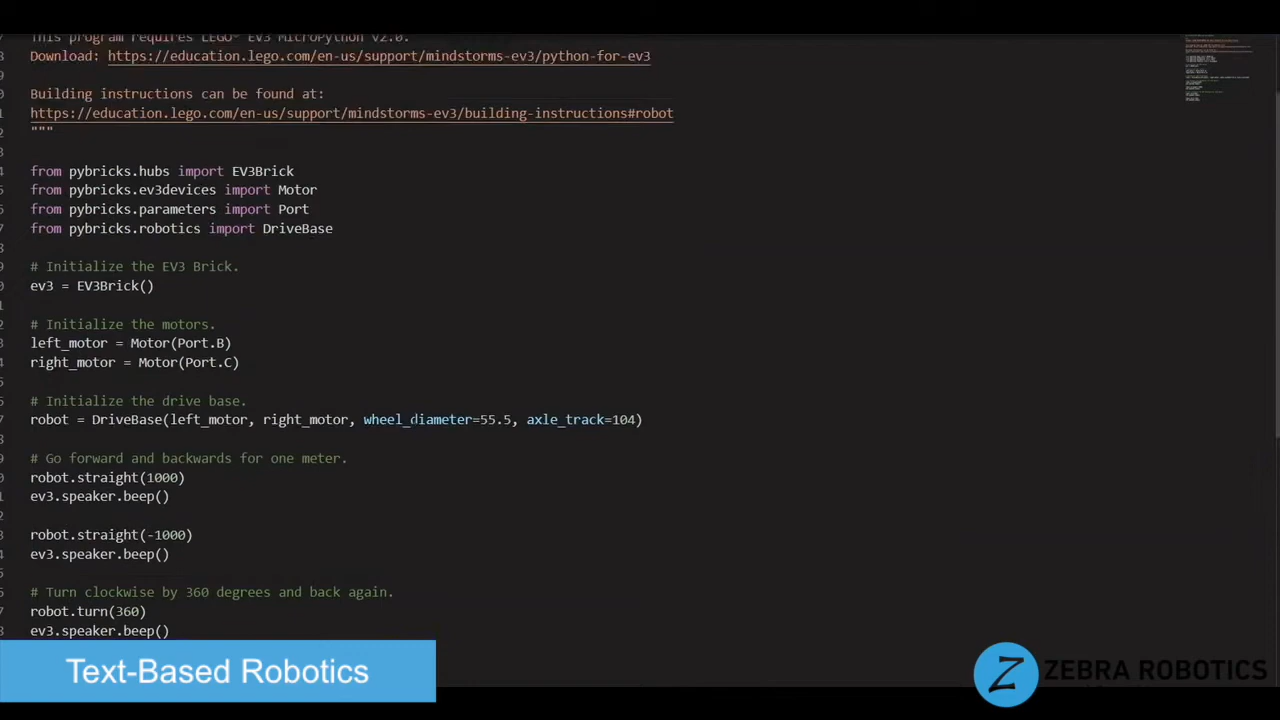 This program requires LEGO® EV3 MicroPython v2.0.
Download: https://education.lego.com/en-us/support/mindstorms-ev3/python-for-ev3
Building instructions can be found at:
https://education.lego.com/en-us/support/mindstorms-ev3/building-instructions#robot
"""
from pybricks.hubs import EV3Brick
from pybricks.ev3devices import Motor
from pybricks.parameters import Port
from pybricks.robotics import DriveBase
# Initialize the EV3 Brick.
ev3 = EV3Brick()
# Initialize the motors.
left_motor = Motor(Port.B)
right_motor = Motor(Port.C)
# Initialize the drive base.
robot = DriveBase(left_motor, right_motor, wheel_diameter=55.5, axle_track=104)
# Go forward and backwards for one meter.
robot.straight(1000)
ev3.speaker.beep()
robot.straight(-1000)
ev3.speaker.beep()
# Turn clockwise by 360 degrees and back again.
robot.turn(360)
ev3.speaker.beep()
Text-Based Robotics
Z ZEBRA ROBOTICS